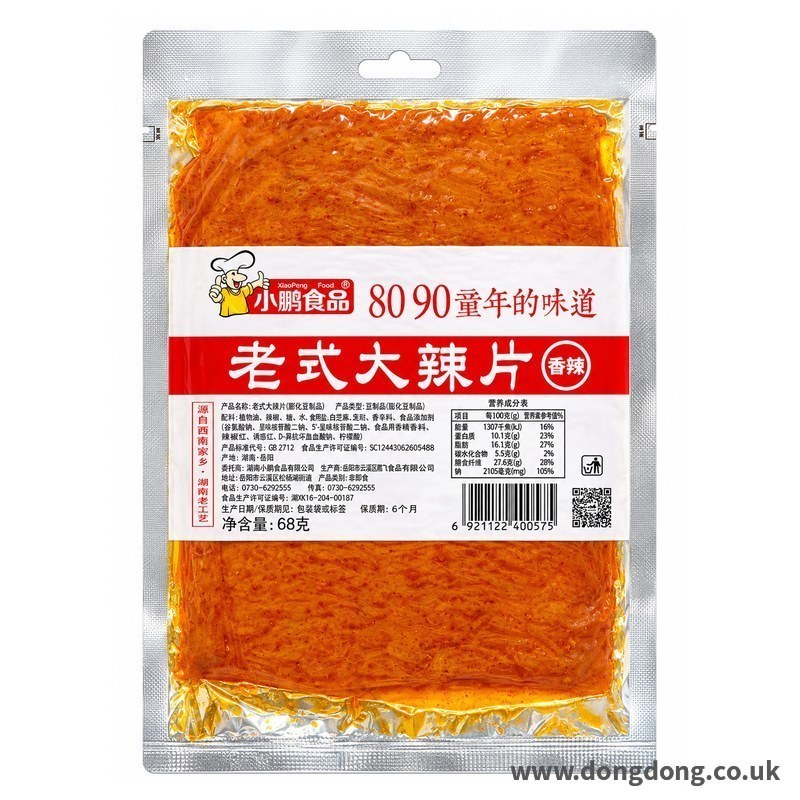 XiaoPeng Food ®
小鹏食品
80 90 童年的味道
老式大辣片 香辣
源自西南家乡·湖南老工艺
产品名称: 老式大辣片(膨化豆制品) 产品类型: 豆制品(膨化豆制品)
配料: 植物油、辣椒、糖、水、食用盐、白芝麻、孜然、香辛料、食品添加剂
(谷氨酸钠、呈味核苷酸二钠、5'-呈味核苷酸二钠、食品用香精香料、
辣椒红、诱惑红、D-异抗坏血酸钠、柠檬酸)
产品标准代号: GB 2712 食品生产许可证编号: SC12443062605488
产地: 湖南·岳阳
委托商: 湖南小鹏食品有限公司 生产商: 岳阳市云溪区鹏飞食品有限公司
地址: 岳阳市云溪区松杨湖街道 产品类别: 非即食
电话: 0730-6292555 传真: 0730-6292555
食品生产许可证编号: 湖XK16-204-00187
生产日期/保质期见: 包装袋或标签 保质期: 6个月
净含量: 68克
营养成分表
项目 每100克(g) 营养素参考值%
能量 1307千焦(kJ) 16%
蛋白质 10.1克(g) 23%
脂肪 16.1克(g) 27%
碳水化合物 5.5克(g) 2%
膳食纤维 27.6克(g) 28%
钠 2105毫克(mg) 105%
6 921122 400575
www.dongdong.co.uk